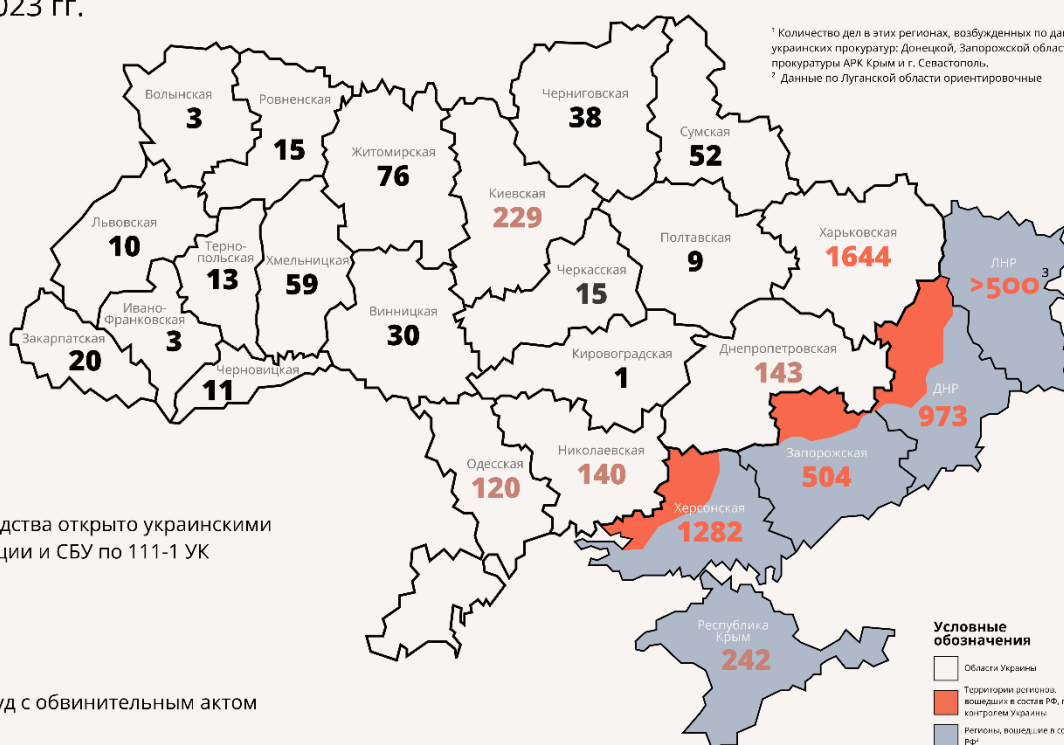 023 гг.
¹ Количество дел в этих регионах, возбужденных по
украинских прокуратур: Донецкой, Запорожской
прокуратуры АРК Крым и г. Севастополь.
² Данные по Луганской области ориентировочные
Волынская
3
Ровненская
15
Житомирская
76
Черниговская
38
Сумская
52
Киевская
229
Львовская
10
Терно-
польская
13
Хмельницкая
59
Полтавская
9
Харьковская
1644
ЛНР
>500 3
Черкасская
15
Ивано-
Франковская
3
Закарпатская
20
Винницкая
30
Черновицкая
11
Кировоградская
1
Днепропетровская
143
ДНР
973
Одесская
120
Николаевская
140
Запорожская
504
Херсонская
1282
Республика
Крым
242
дства открыто украинскими
ции и СБУ по 111-1 УК
уд с обвинительным актом
Условные
обозначения
Области Украины
Территории регионов,
вошедших в состав РФ,
контролем Украины
Регионы, вошедшие в
РФ²